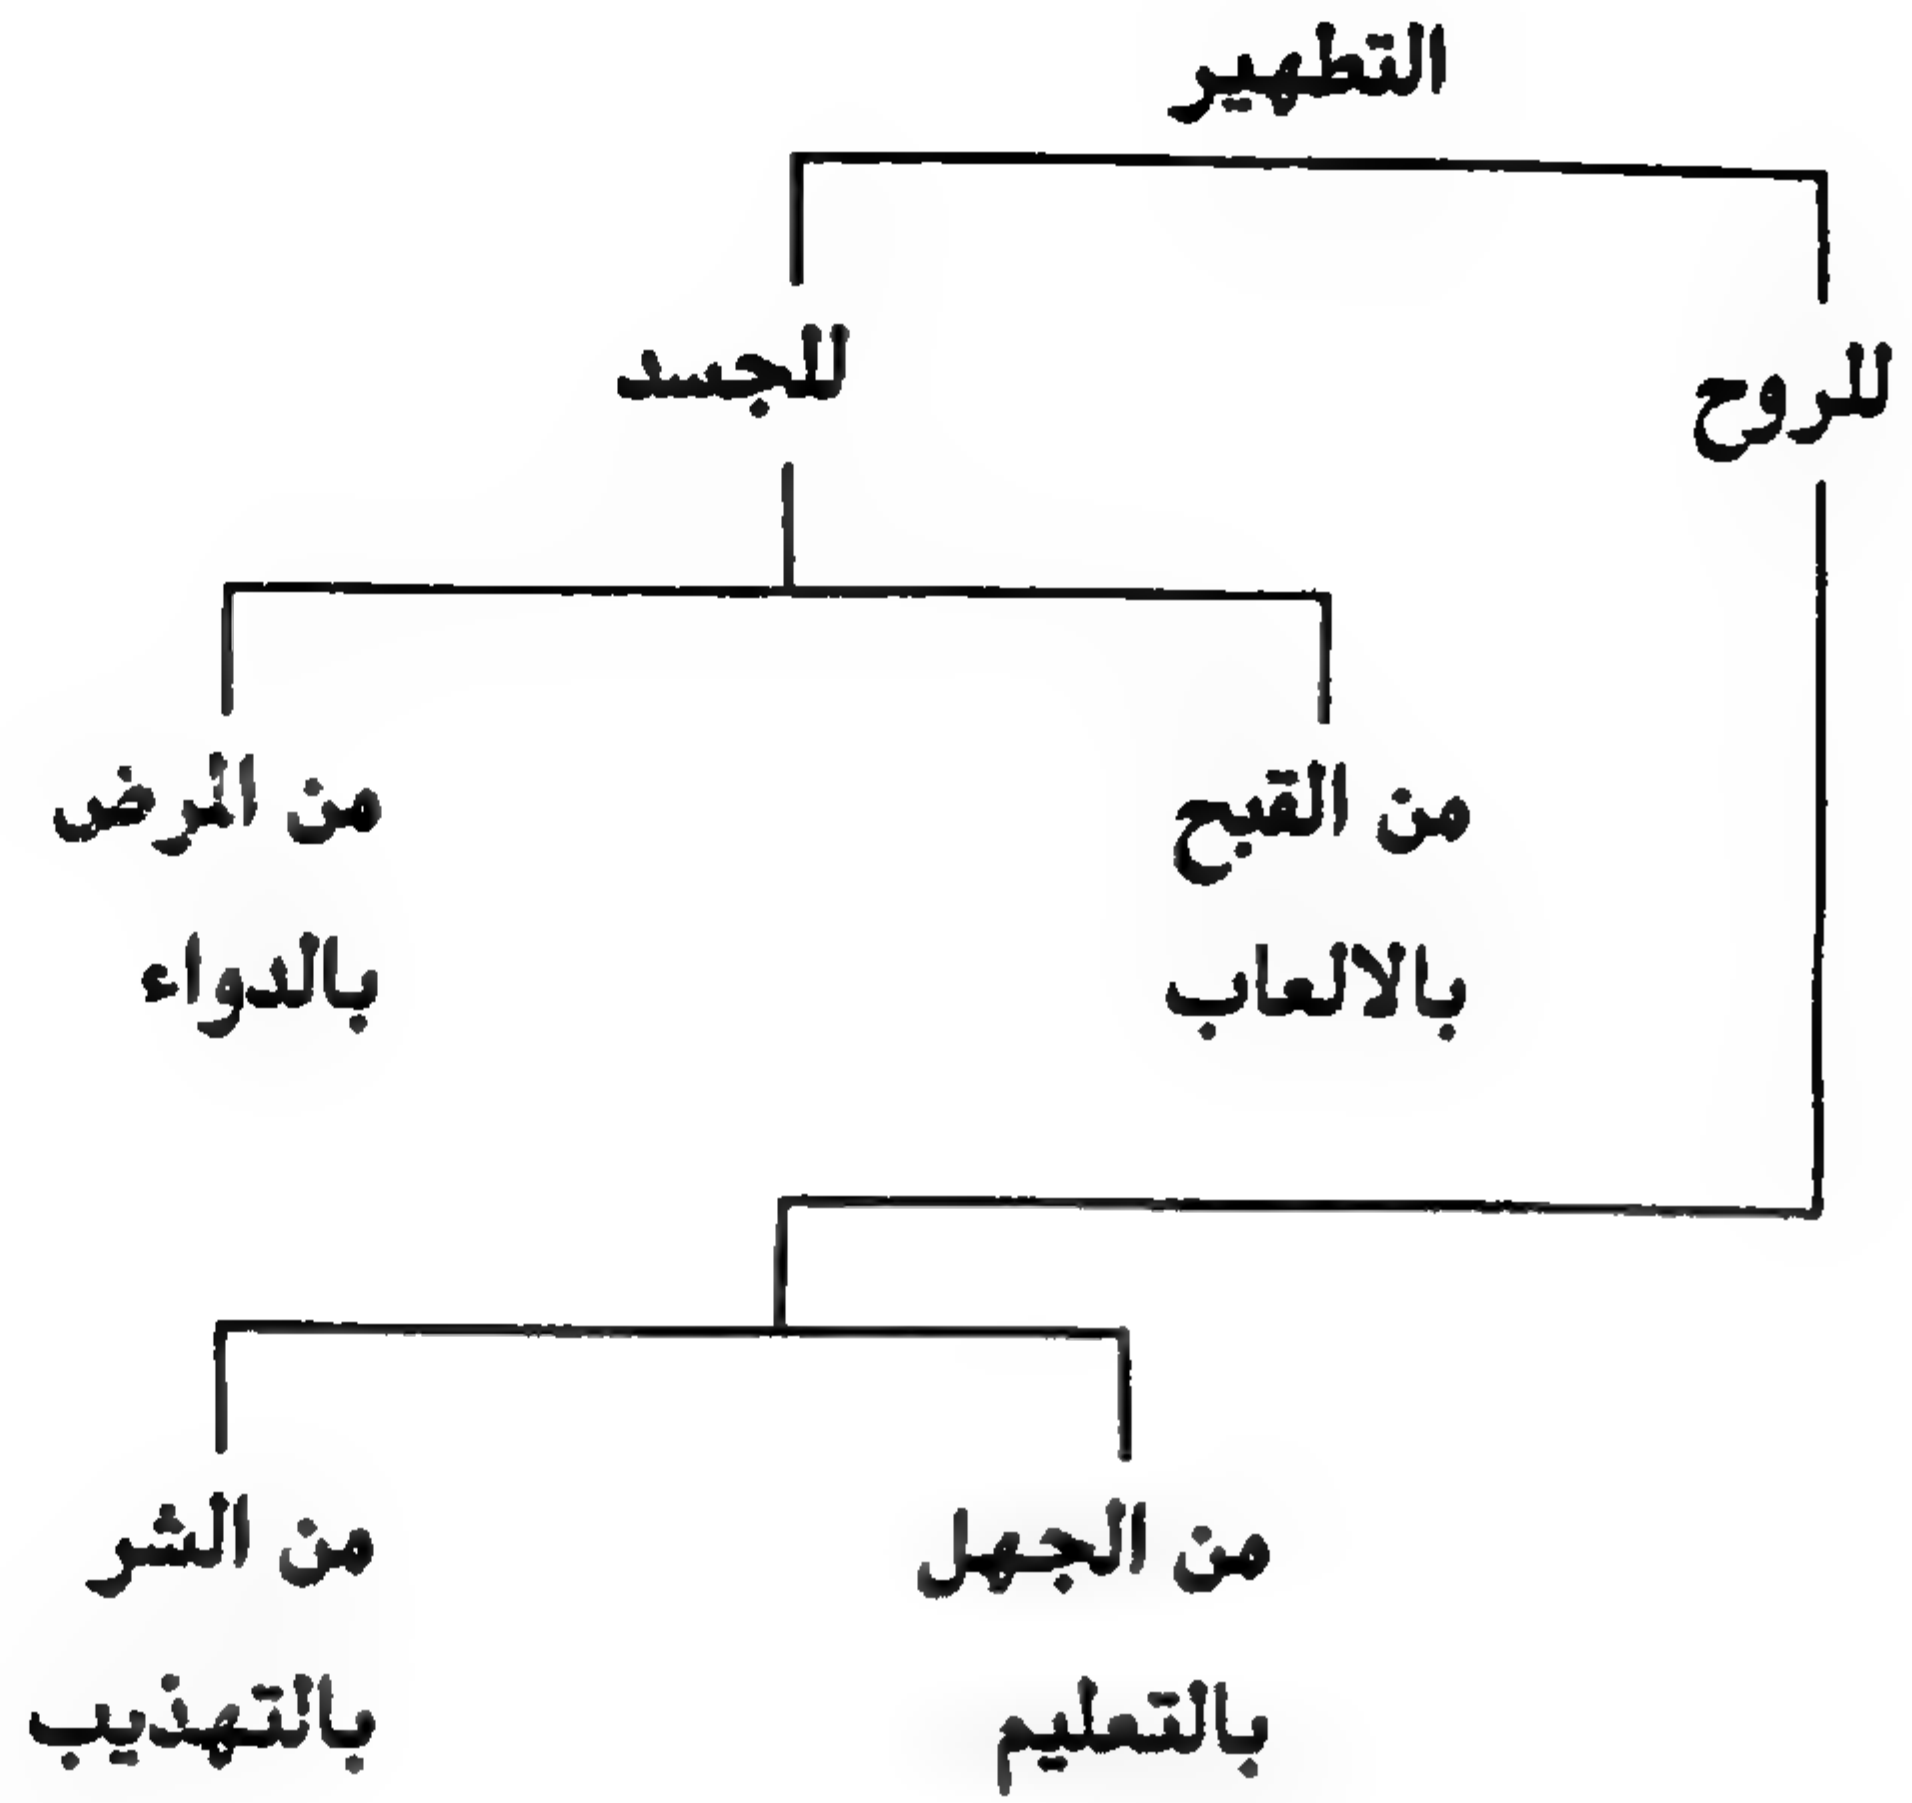 التطهير
للروح
للجسد
من القبح
بالالعاب
من المرض
بالدواء
من الجهل
بالتعليم
من الشر
بالتهذيب